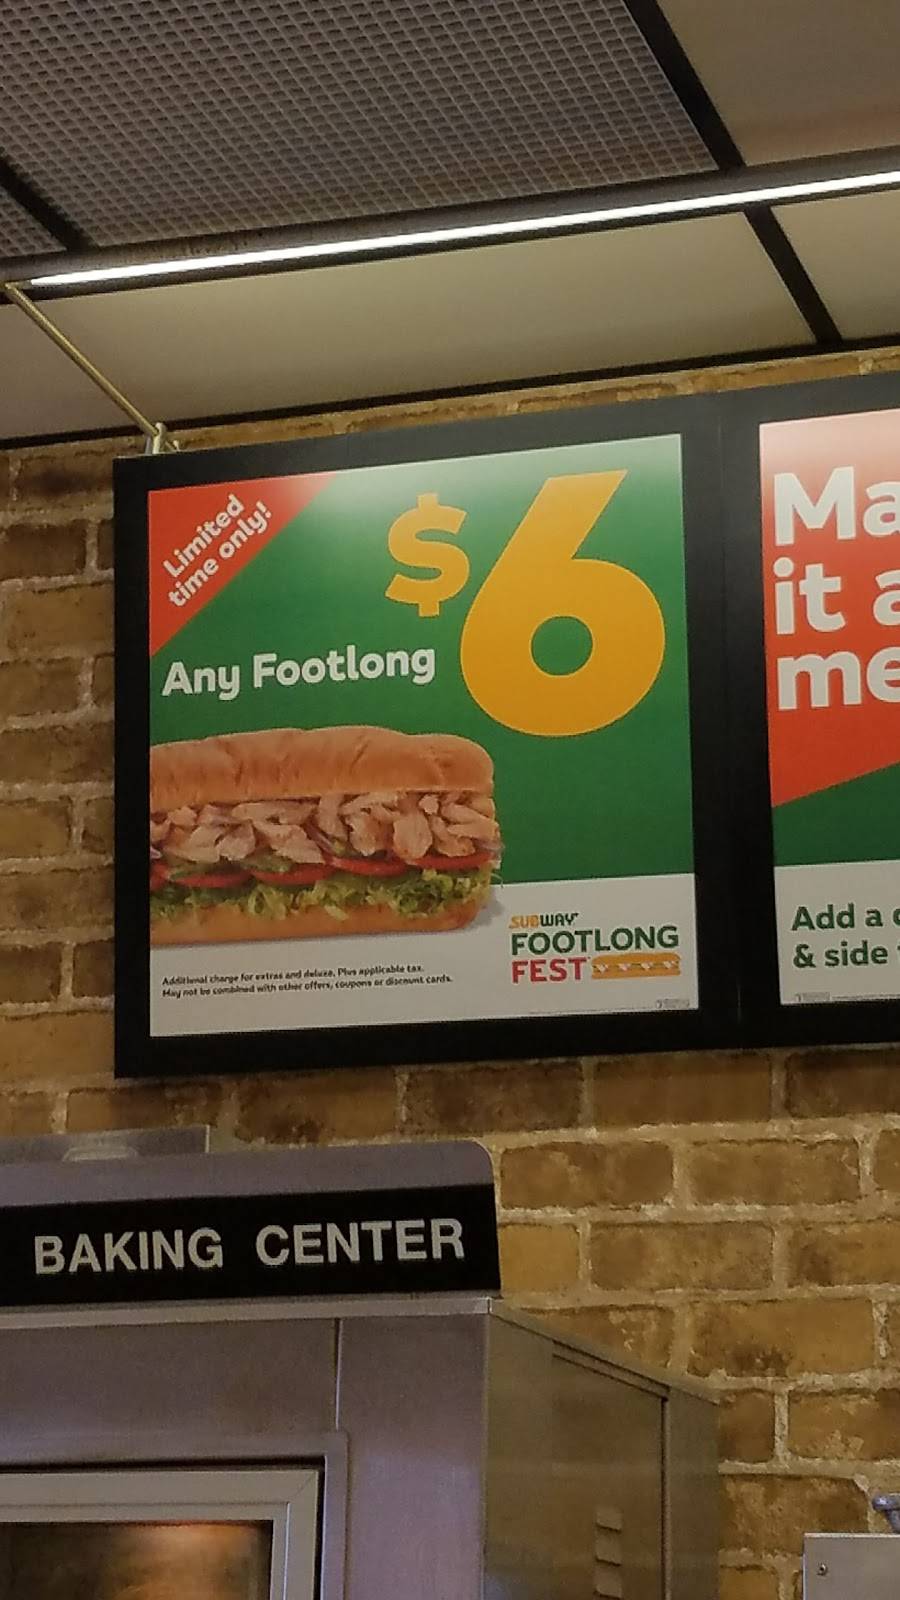 Limited
time only!
$6
Any Footlong
SUBWAY
FOOTLONG
FEST
Additional charge for extras and deluxe. Plus applicable tax.
May not be combined with other offers, coupons or discount cards.
Ma
it a
me
Add a
& side
BAKING CENTER